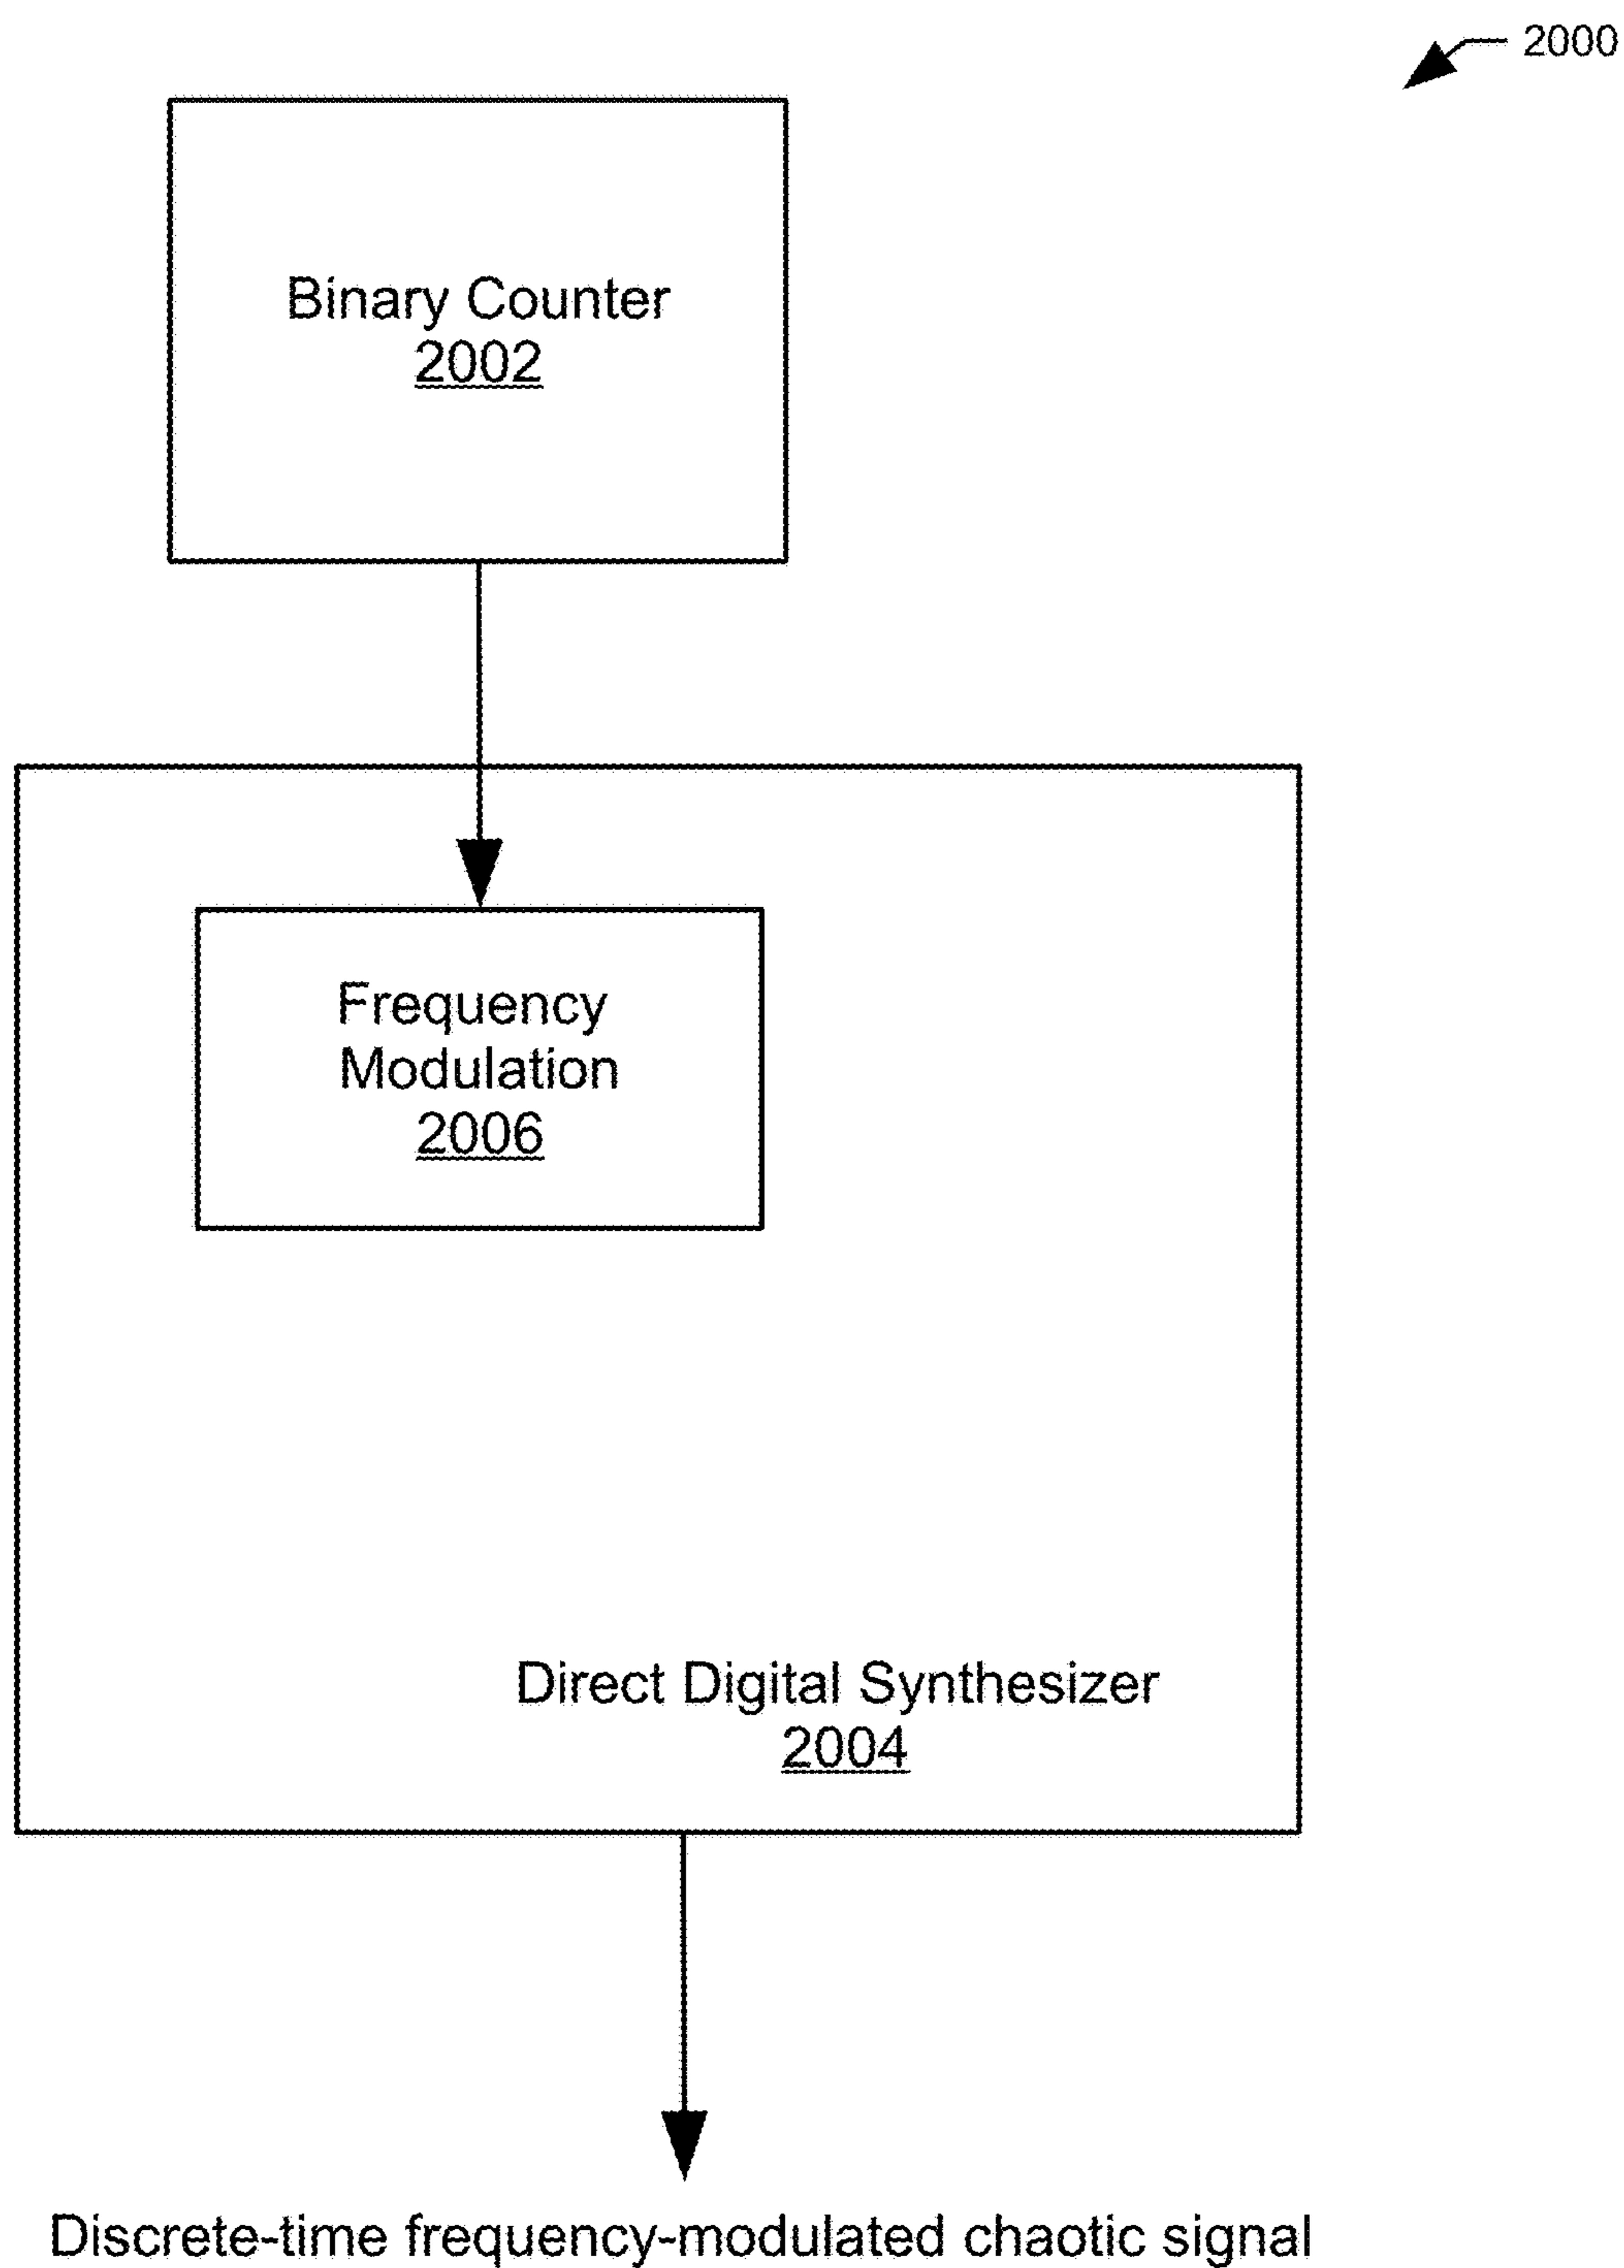 2000
Binary Counter
2002
Frequency
Modulation
2006
Direct Digital Synthesizer
2004
Discrete-time frequency-modulated chaotic signal